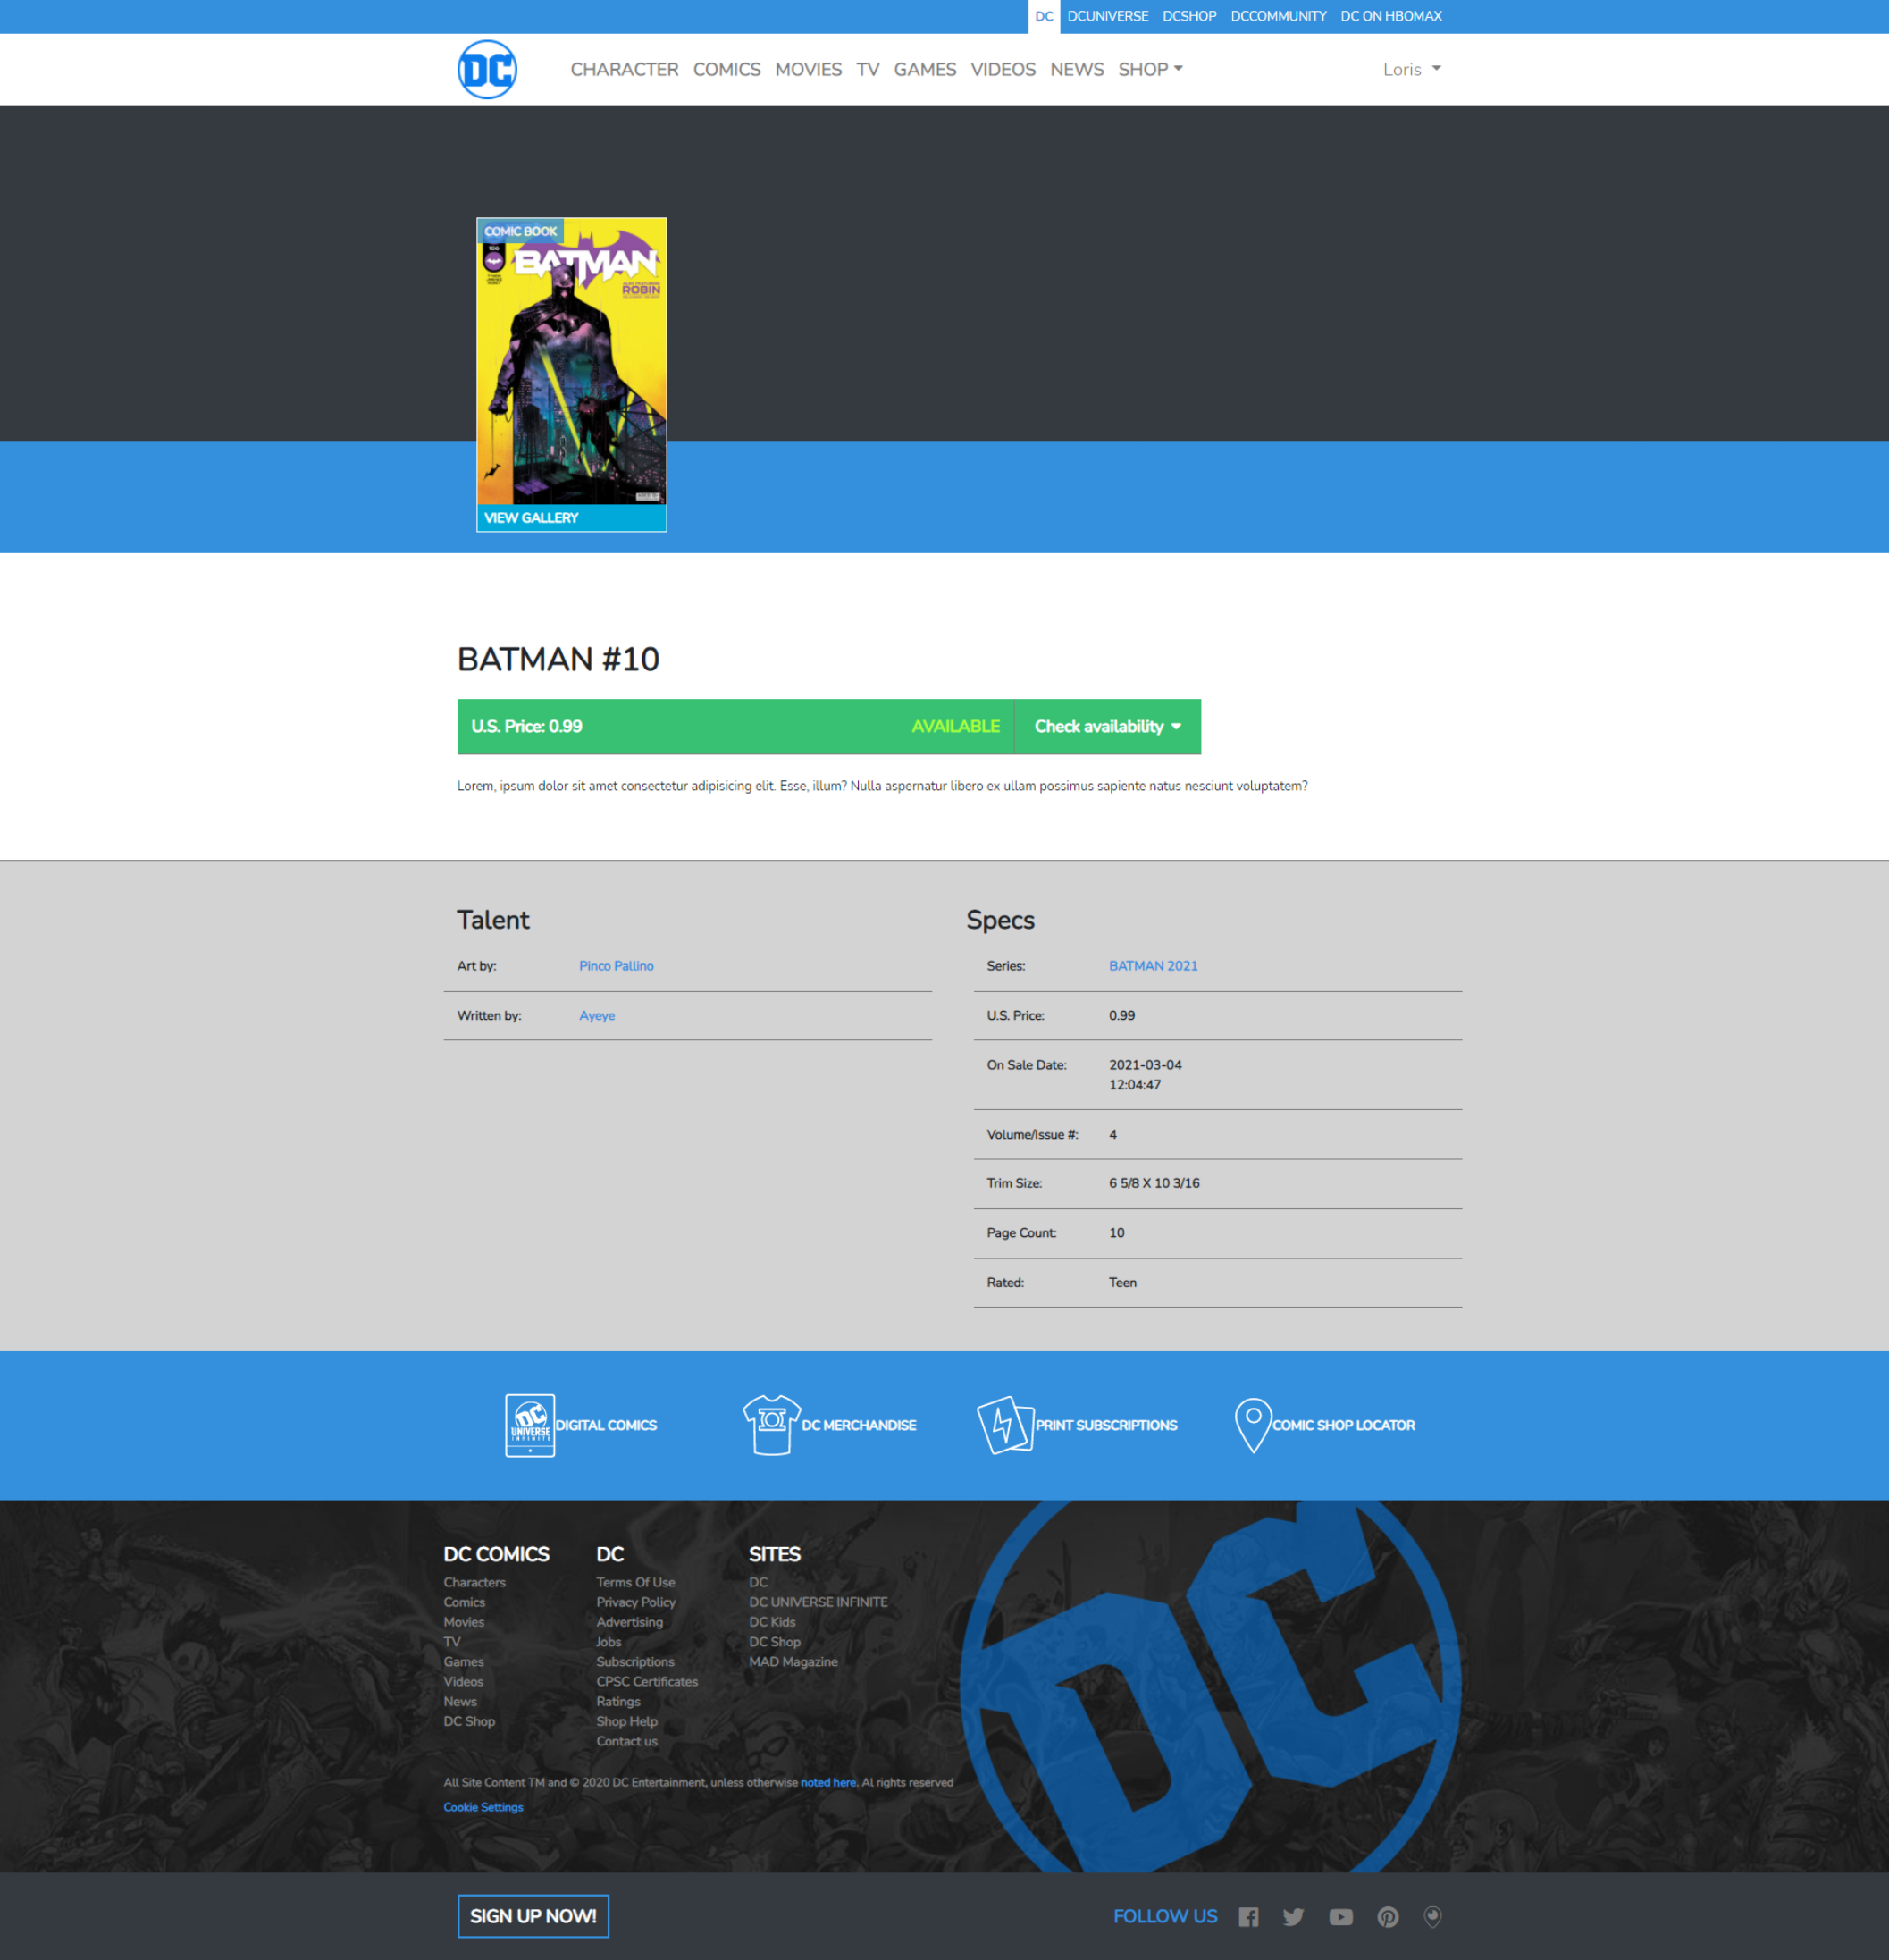 DC DCUNIVERSE DCSHOP DCCOMMUNITY DC ON HBOMAX
DC CHARACTER COMICS MOVIES TV GAMES VIDEOS NEWS SHOP Loris
COMIC BOOK
106
BATMAN
ROBIN
VIEW GALLERY
BATMAN #10
U.S. Price: 0.99 AVAILABLE Check availability
Lorem, ipsum dolor sit amet consectetur adipisicing elit. Esse, illum? Nulla aspernatur libero ex ullam possimus sapiente natus nesciunt voluptatem?
Talent
Art by: Pinco Pallino
Written by: Ayeye
Specs
Series: BATMAN 2021
U.S. Price: 0.99
On Sale Date: 2021-03-04
12:04:47
Volume/Issue #: 4
Trim Size: 6 5/8 X 10 3/16
Page Count: 10
Rated: Teen
DC
UNIVERSE
INFINITE
DIGITAL COMICS
DC MERCHANDISE
PRINT SUBSCRIPTIONS
COMIC SHOP LOCATOR
DC COMICS
Characters
Comics
Movies
TV
Games
Videos
News
DC Shop
DC
Terms Of Use
Privacy Policy
Advertising
Jobs
Subscriptions
CPSC Certificates
Ratings
Shop Help
Contact us
SITES
DC
DC UNIVERSE INFINITE
DC Kids
DC Shop
MAD Magazine
DC
All Site Content TM and © 2020 DC Entertainment, unless otherwise noted here. Al rights reserved
Cookie Settings
SIGN UP NOW!
FOLLOW US